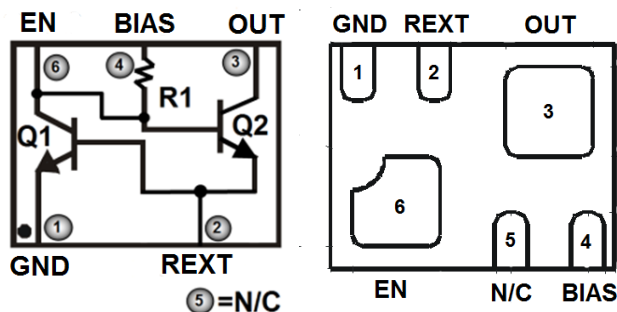 EN BIAS OUT
6
4
3
R1
Q1
Q2
1
2
GND
REXT
5 =N/C
GND REXT OUT
1
2
3
6
5
4
EN
N/C BIAS